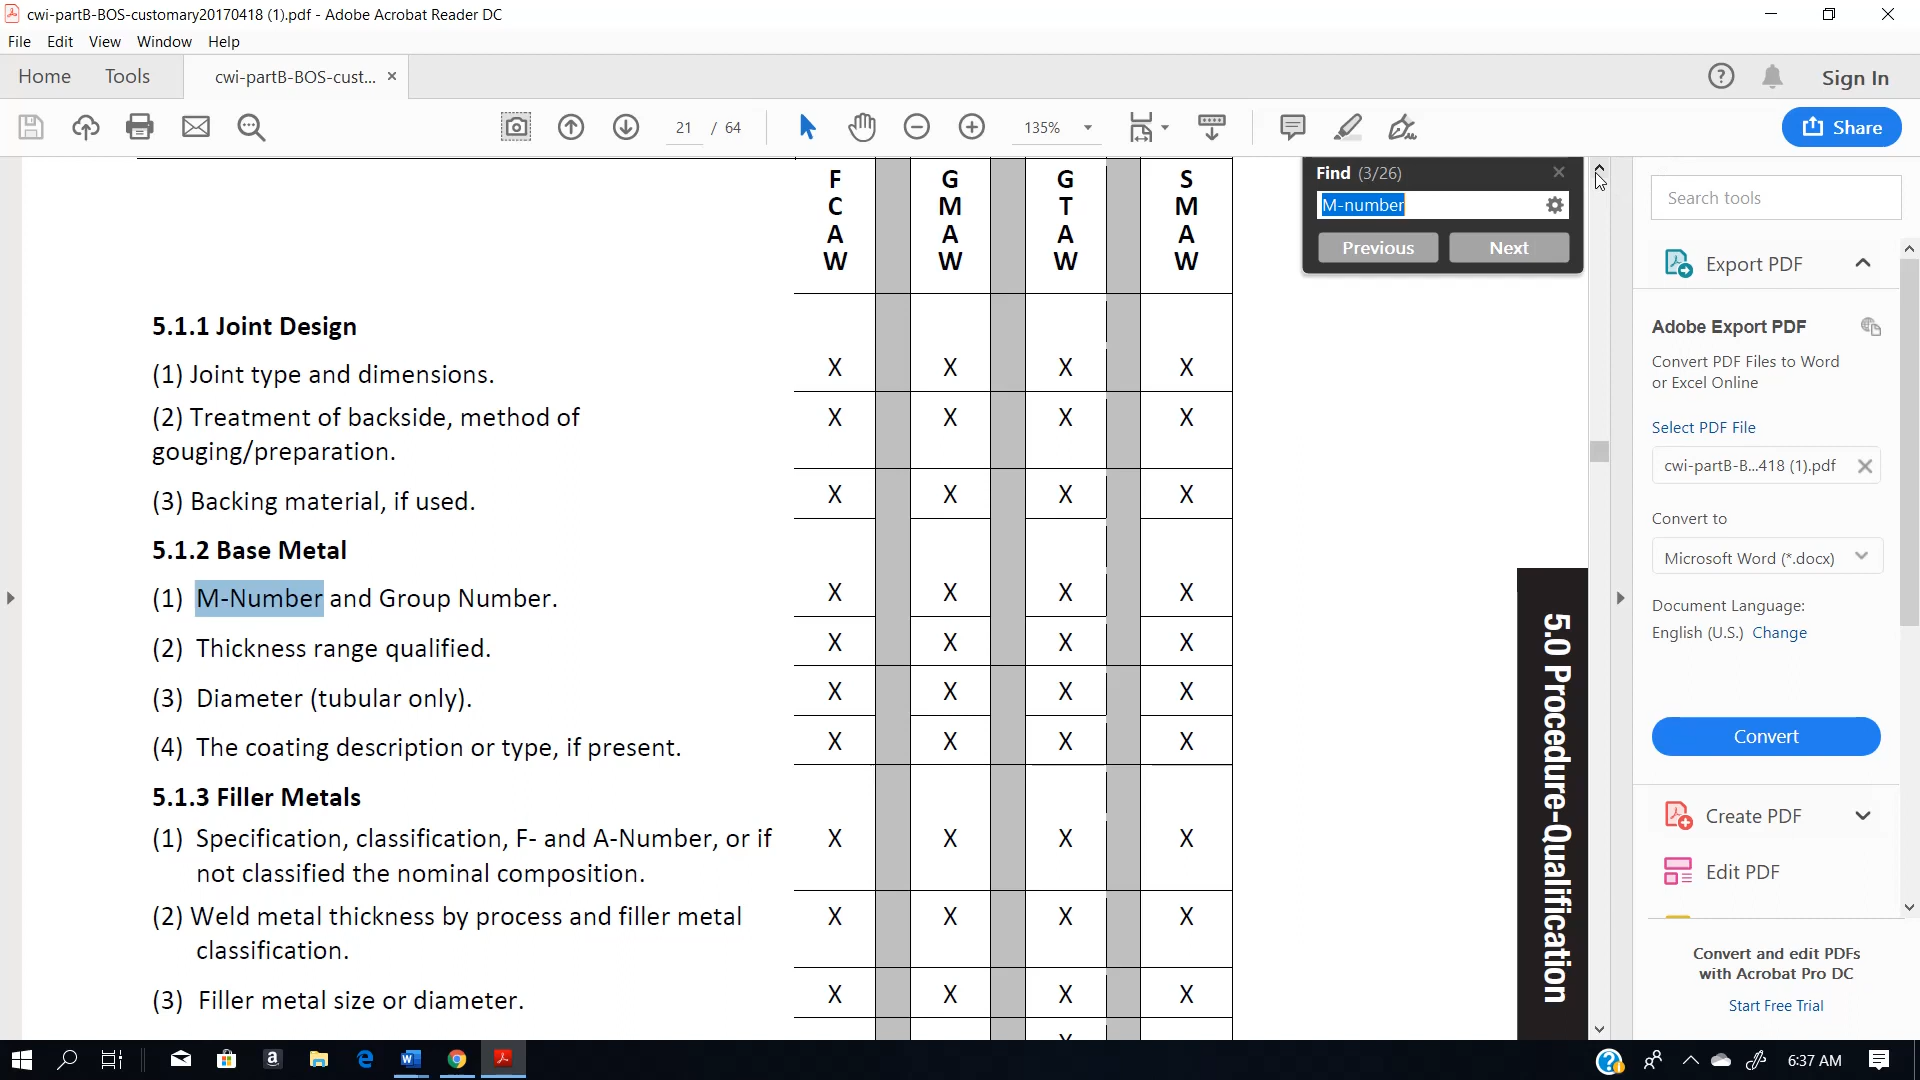 cwi-partB-BOS-customary20170418 (1).pdf - Adobe Acrobat Reader DC
File Edit View Window Help
Home Tools cwi-partB-BOS-cust... × Sign In
21 / 64 135% Share
Find (3/26)
M-number
Previous Next
FCAW GMAW GTAW SMAW
5.1.1 Joint Design
(1) Joint type and dimensions. X X X X
(2) Treatment of backside, method of X X X X
gouging/preparation.
(3) Backing material, if used. X X X X
5.1.2 Base Metal
(1) M-Number and Group Number. X X X X
(2) Thickness range qualified. X X X X
(3) Diameter (tubular only). X X X X
(4) The coating description or type, if present. X X X X
5.1.3 Filler Metals
(1) Specification, classification, F- and A-Number, or if X X X X
not classified the nominal composition.
(2) Weld metal thickness by process and filler metal X X X X
classification.
(3) Filler metal size or diameter. X X X X
5.0 Procedure-Qualification
Search tools
Export PDF
Adobe Export PDF
Convert PDF Files to Word
or Excel Online
Select PDF File
cwi-partB-B...418 (1).pdf
Convert to
Microsoft Word (*.docx)
Document Language:
English (U.S.) Change
Convert
Create PDF
Edit PDF
Convert and edit PDFs
with Acrobat Pro DC
Start Free Trial
6:37 AM